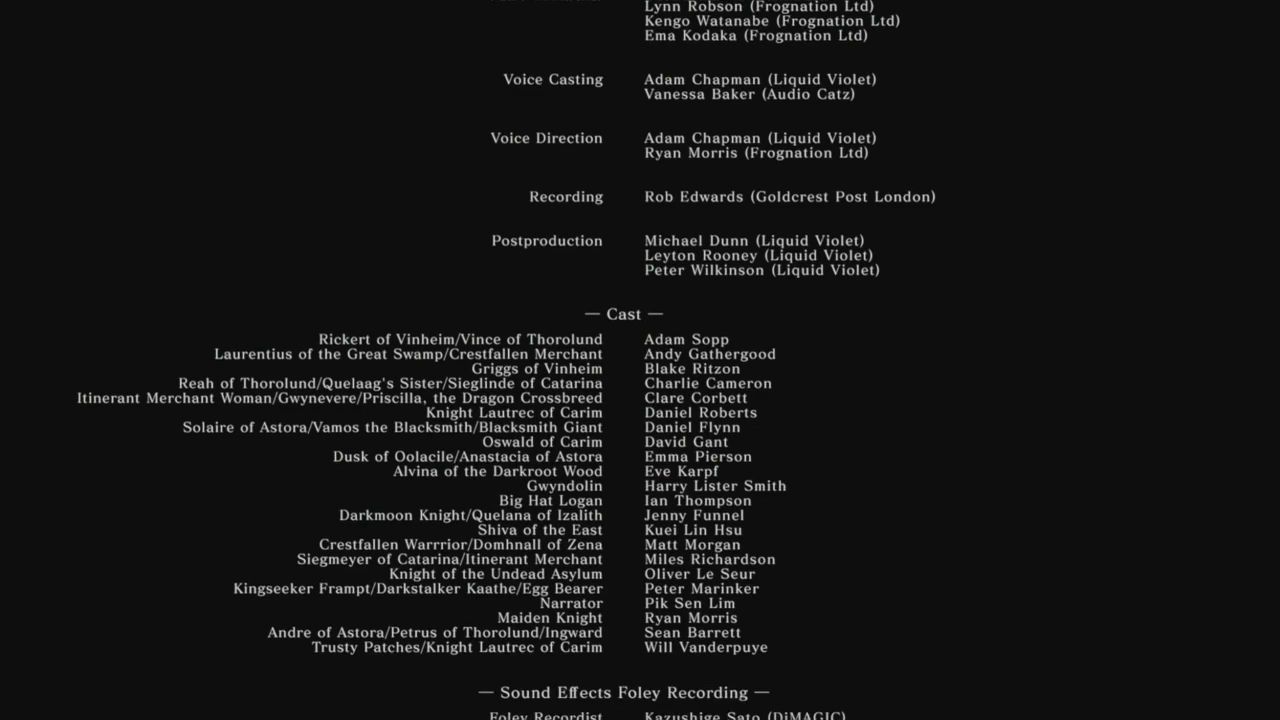 Lynn Robson (Frognation Ltd)
Kengo Watanabe (Frognation Ltd)
Ema Kodaka (Frognation Ltd)
Voice Casting Adam Chapman (Liquid Violet)
Vanessa Baker (Audio Catz)
Voice Direction Adam Chapman (Liquid Violet)
Ryan Morris (Frognation Ltd)
Recording Rob Edwards (Goldcrest Post London)
Postproduction Michael Dunn (Liquid Violet)
Leyton Rooney (Liquid Violet)
Peter Wilkinson (Liquid Violet)
— Cast —
Rickert of Vinheim/Vince of Thorolund Adam Sopp
Laurentius of the Great Swamp/Crestfallen Merchant Andy Gathergood
Griggs of Vinheim Blake Ritzon
Reah of Thorolund/Quelaag's Sister/Sieglinde of Catarina Charlie Cameron
Itinerant Merchant Woman/Gwynevere/Priscilla, the Dragon Crossbreed Clare Corbett
Knight Lautrec of Carim Daniel Roberts
Solaire of Astora/Vamos the Blacksmith/Blacksmith Giant Daniel Flynn
Oswald of Carim David Gant
Dusk of Oolacile/Anastacia of Astora Emma Pierson
Alvina of the Darkroot Wood Eve Karpf
Gwyndolin Harry Lister Smith
Big Hat Logan Ian Thompson
Darkmoon Knight/Quelana of Izalith Jenny Funnel
Shiva of the East Kuei Lin Hsu
Crestfallen Warrrior/Domhnall of Zena Matt Morgan
Siegmeyer of Catarina/Itinerant Merchant Miles Richardson
Knight of the Undead Asylum Oliver Le Seur
Kingseeker Frampt/Darkstalker Kaathe/Egg Bearer Peter Marinker
Narrator Pik Sen Lim
Maiden Knight Ryan Morris
Andre of Astora/Petrus of Thorolund/Ingward Sean Barrett
Trusty Patches/Knight Lautrec of Carim Will Vanderpuye
— Sound Effects Foley Recording —
Foley Recordist Kazushige Sato (DiMAGIC)